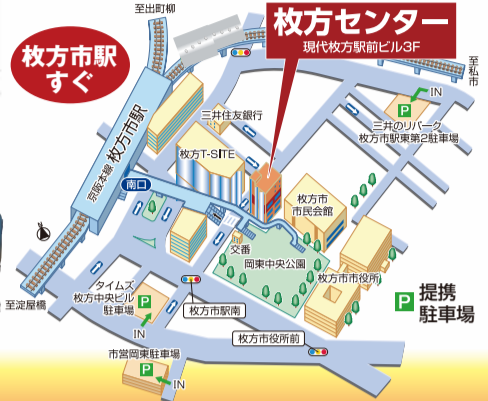 至出町柳
枚方センター
現代枚方駅前ビル3F
枚方市駅
すぐ
至私市
IN
P
三井のリパーク
枚方市駅東第2駐車場
三井住友銀行
京阪本線 枚方市駅
枚方T-SITE
南口
枚方市
市民会館
交番
岡東中央公園
枚方市市役所
至淀屋橋
タイムズ
枚方中央ビル
駐車場
P
IN
枚方市駅南
P 提携
駐車場
枚方市役所前
市営岡東駐車場
P
IN